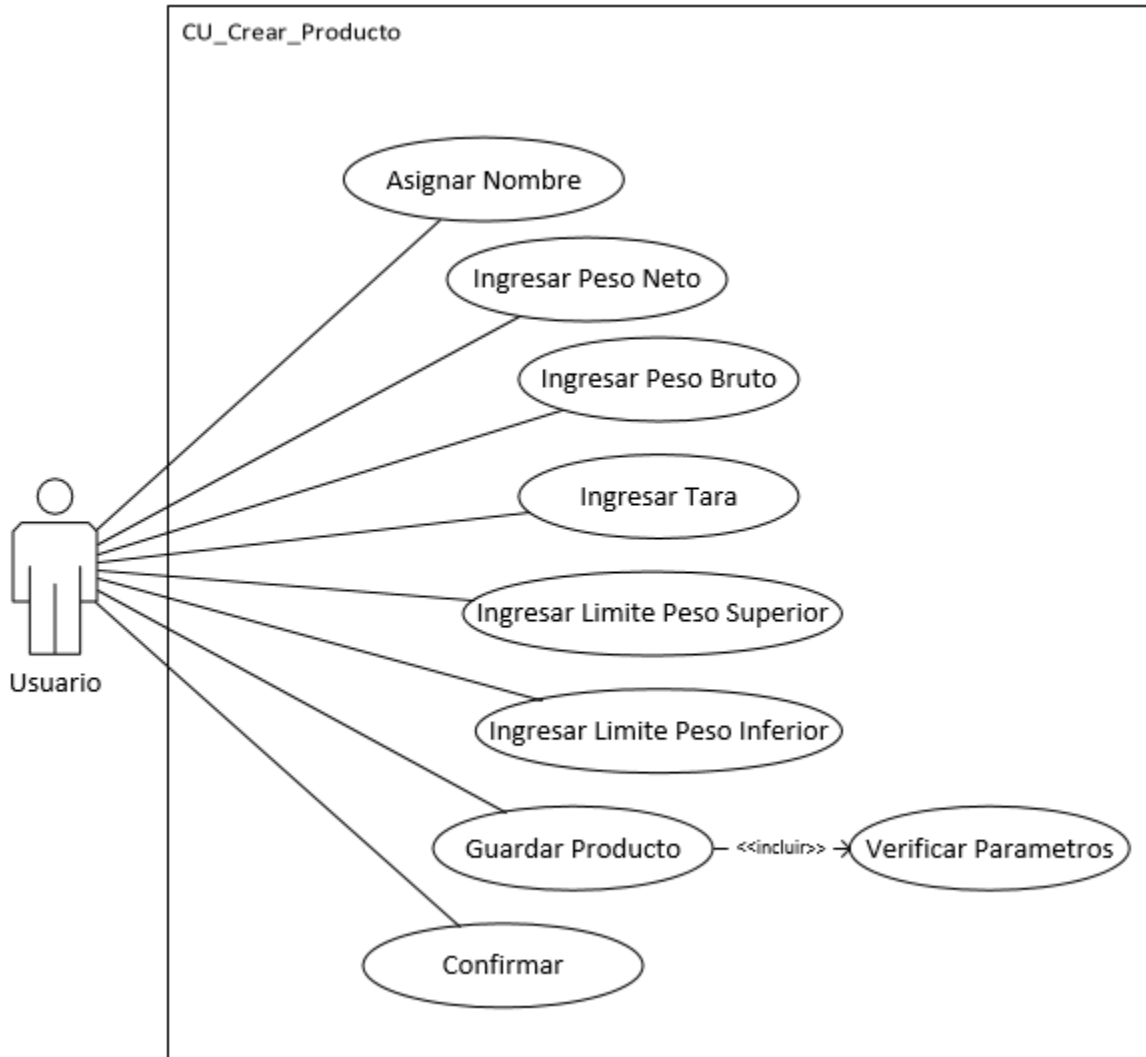 CU_Crear_Producto
Asignar Nombre
Ingresar Peso Neto
Ingresar Peso Bruto
Ingresar Tara
Ingresar Limite Peso Superior
Usuario
Ingresar Limite Peso Inferior
Guardar Producto <<incluir>> Verificar Parametros
Confirmar